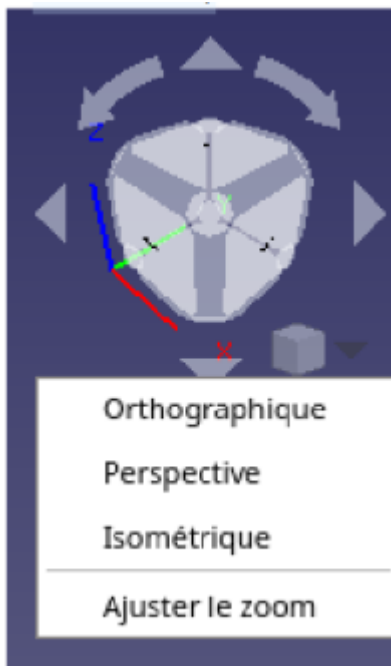 Z
Y
X
Orthographique
Perspective
Isométrique
Ajuster le zoom